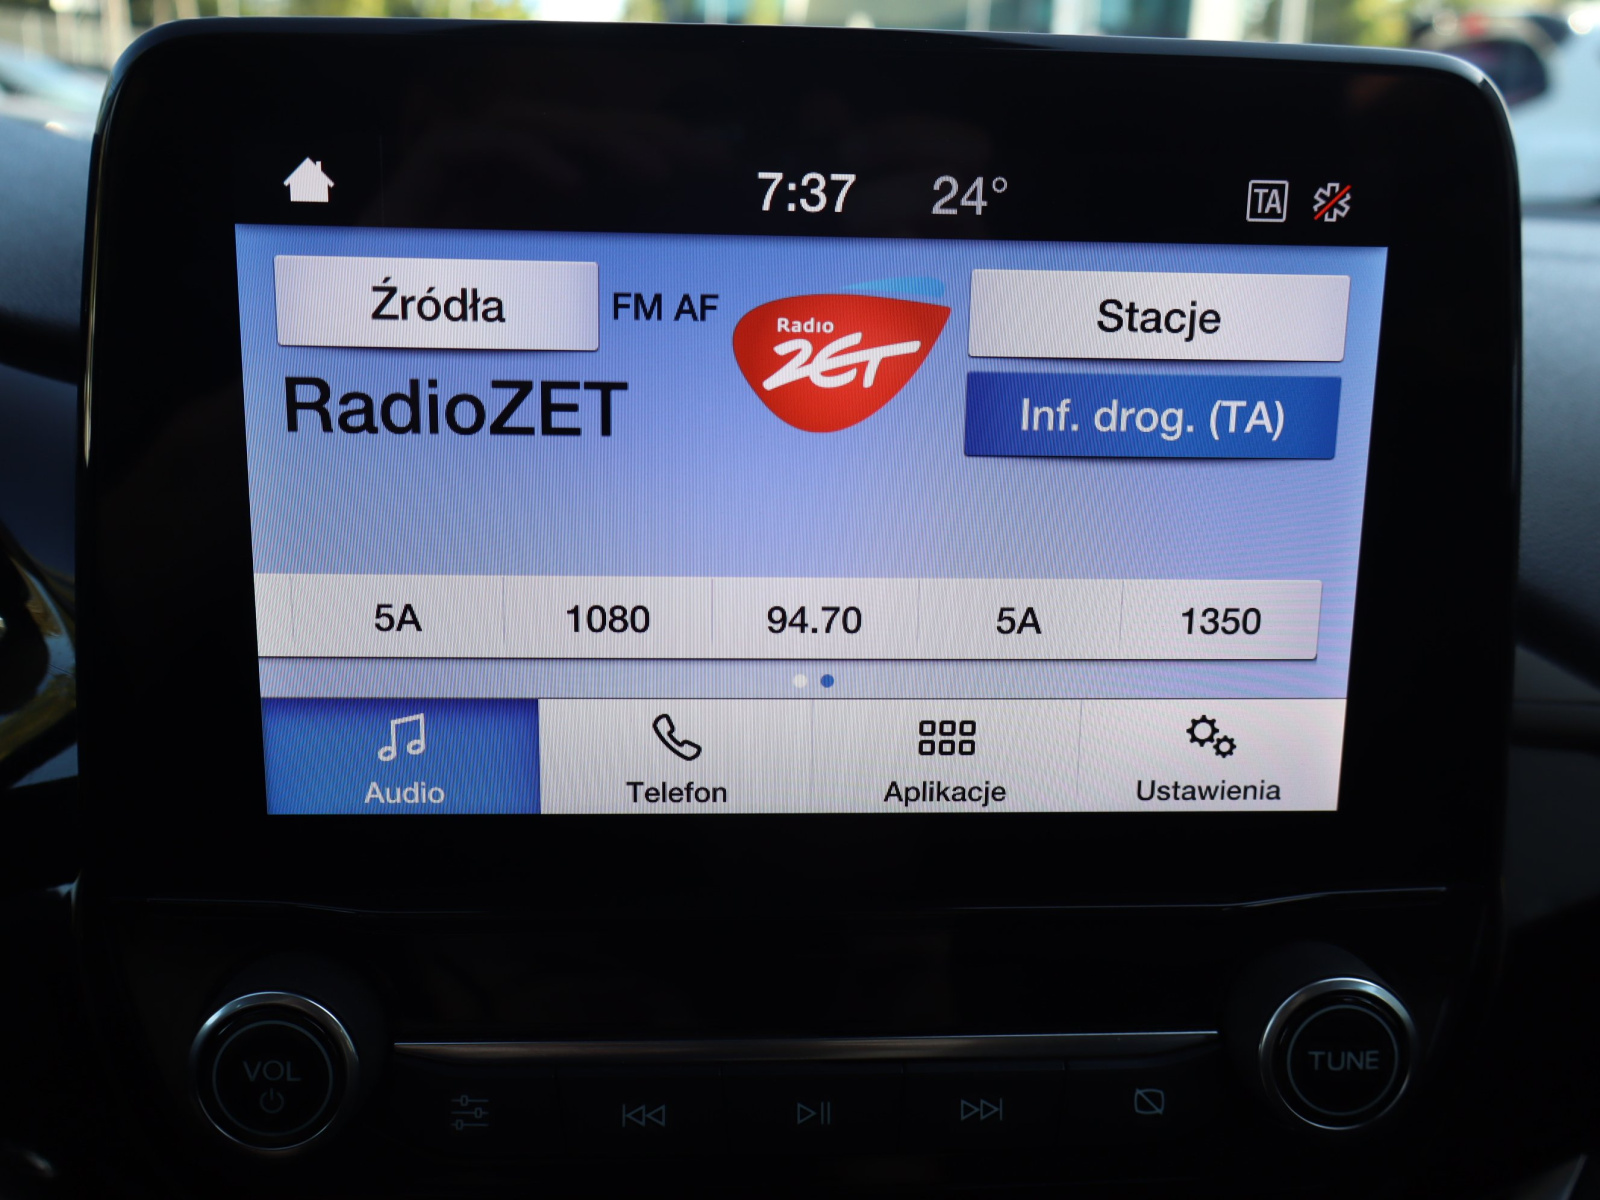 7:37 24° TA
Źródła FM AF Radio ZET Stacje
RadioZET Inf. drog. (TA)
5A 1080 94.70 5A 1350
Audio Telefon Aplikacje Ustawienia
VOL TUNE